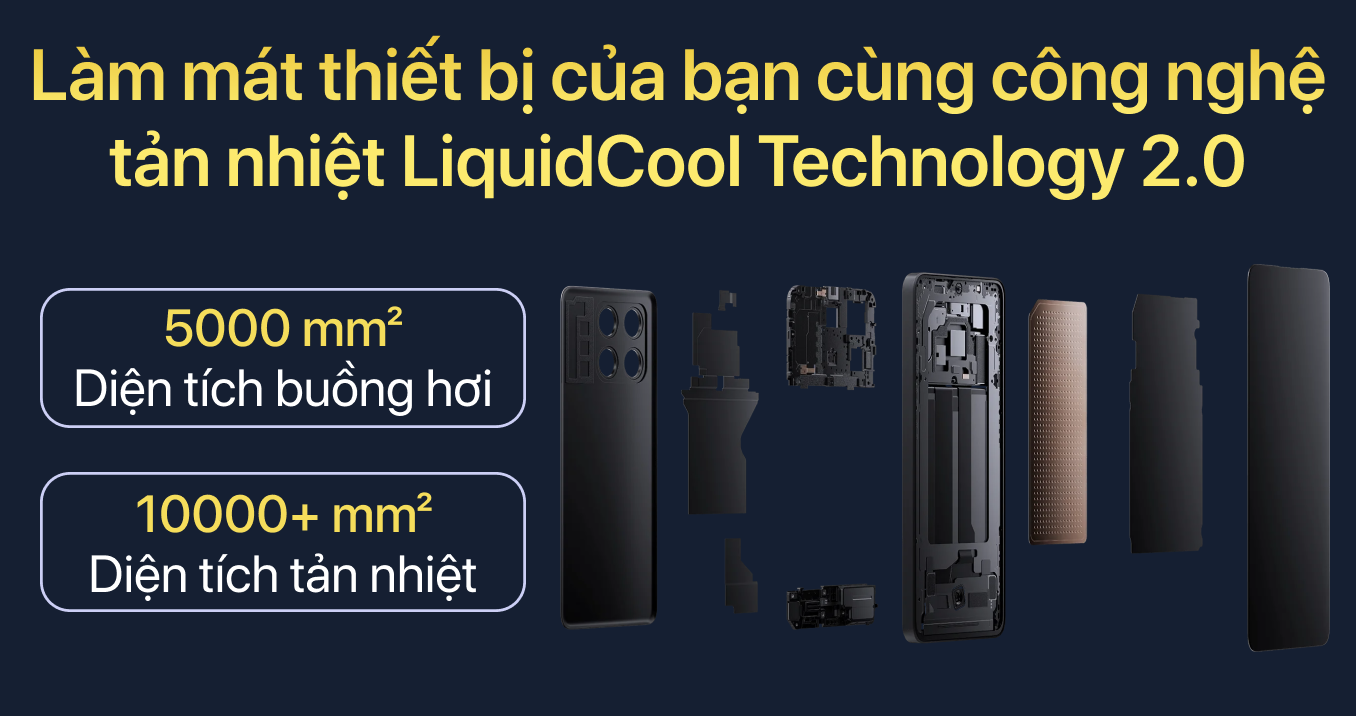 Làm mát thiết bị của bạn cùng công nghệ
tản nhiệt LiquidCool Technology 2.0
5000 mm²
Diện tích buồng hơi
10000+ mm²
Diện tích tản nhiệt